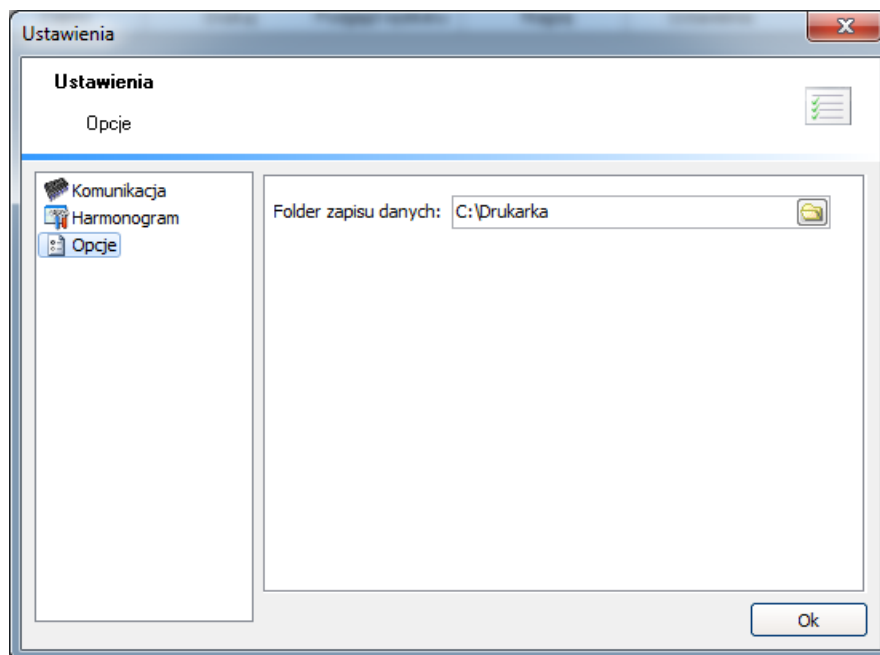 Ustawienia
Ustawienia
Opcje
Komunikacja
Harmonogram
Opcje
Folder zapisu danych: C:\Drukarka
Ok